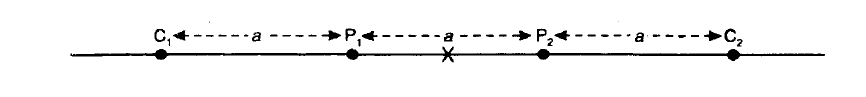 C₁ a P₁ a P₂ a C₂